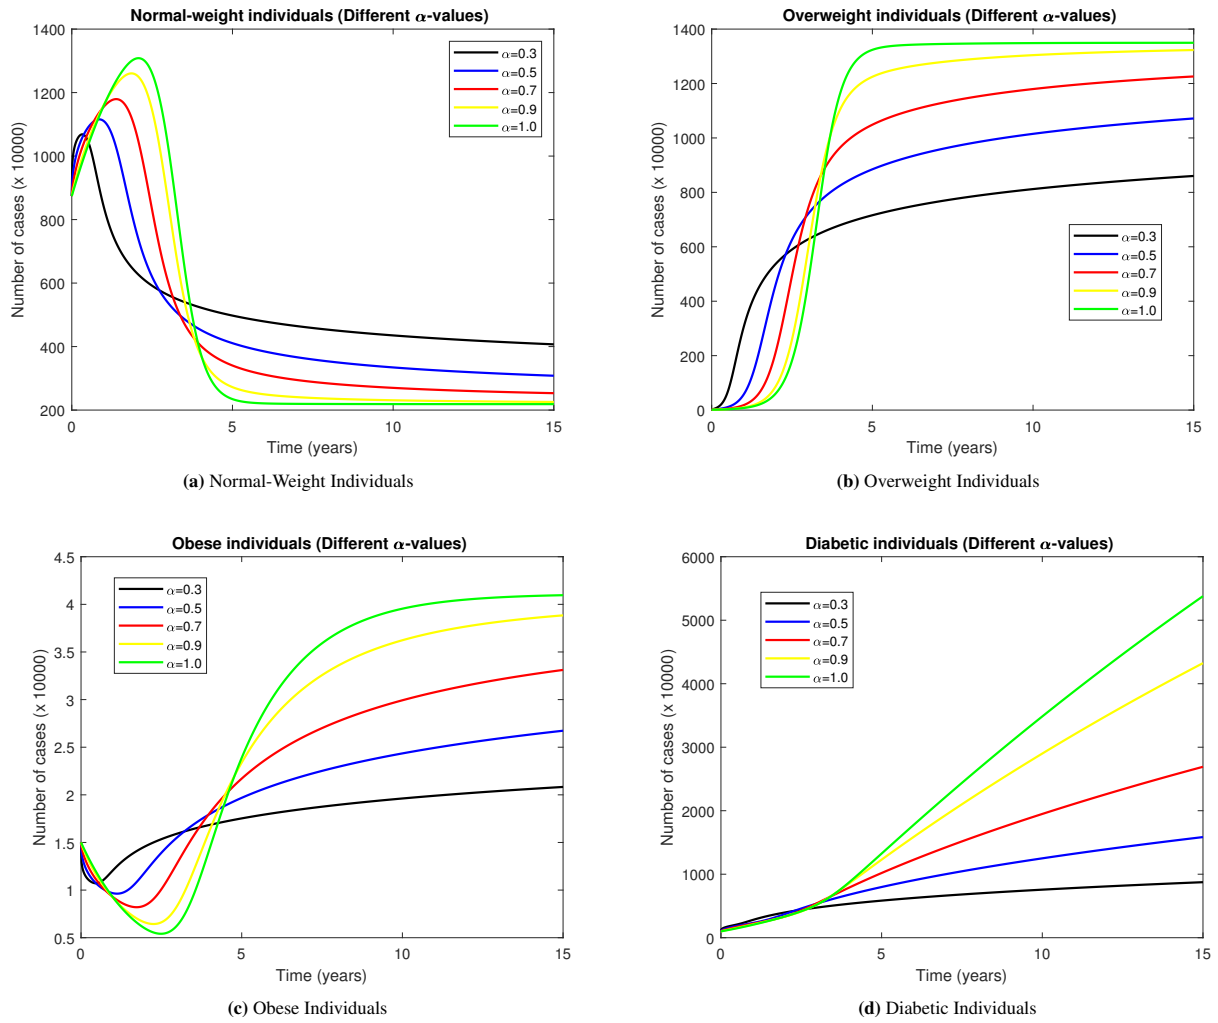 Normal-weight individuals (Different α-values)
1400
1200
1000
800
600
400
200
0
5
10
15
Number of cases (x 10000)
Time (years)
α=0.3
α=0.5
α=0.7
α=0.9
α=1.0
(a) Normal-Weight Individuals
Overweight individuals (Different α-values)
1400
1200
1000
800
600
400
200
0
0
5
10
15
Number of cases (x 10000)
Time (years)
α=0.3
α=0.5
α=0.7
α=0.9
α=1.0
(b) Overweight Individuals
Obese individuals (Different α-values)
4.5
4
3.5
3
2.5
2
1.5
1
0.5
0
5
10
15
Number of cases (x 10000)
Time (years)
α=0.3
α=0.5
α=0.7
α=0.9
α=1.0
(c) Obese Individuals
Diabetic individuals (Different α-values)
6000
5000
4000
3000
2000
1000
0
0
5
10
15
Number of cases (x 10000)
Time (years)
α=0.3
α=0.5
α=0.7
α=0.9
α=1.0
(d) Diabetic Individuals